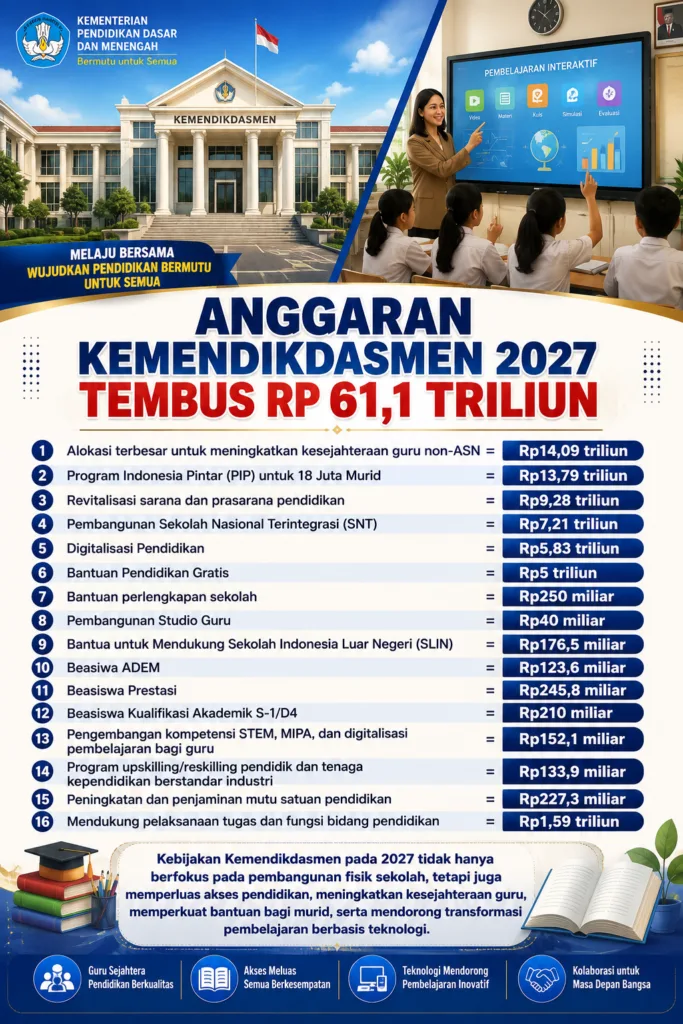 KEMENTERIAN
PENDIDIKAN DASAR
DAN MENENGAH
Bermutu untuk Semua
KEMENDIKDASMEN
PEMBELAJARAN INTERAKTIF
Video
Materi
Kuis
Simulasi
Evaluasi
MELAJU BERSAMA
WUJUDKAN PENDIDIKAN BERMUTU
UNTUK SEMUA
ANGGARAN
KEMENDIKDASMEN 2027
TEMBUS RP 61,1 TRILIUN
1 Alokasi terbesar untuk meningkatkan kesejahteraan guru non-ASN = Rp14,09 triliun
2 Program Indonesia Pintar (PIP) untuk 18 Juta Murid = Rp13,79 triliun
3 Revitalisasi sarana dan prasarana pendidikan = Rp9,28 triliun
4 Pembangunan Sekolah Nasional Terintegrasi (SNT) = Rp7,21 triliun
5 Digitalisasi Pendidikan = Rp5,83 triliun
6 Bantuan Pendidikan Gratis = Rp5 triliun
7 Bantuan perlengkapan sekolah = Rp250 miliar
8 Pembangunan Studio Guru = Rp40 miliar
9 Bantua untuk Mendukung Sekolah Indonesia Luar Negeri (SLIN) = Rp176,5 miliar
10 Beasiwa ADEM = Rp123,6 miliar
11 Beasiswa Prestasi = Rp245,8 miliar
12 Beasiswa Kualifikasi Akademik S-1/D4 = Rp210 miliar
13 Pengembangan kompetensi STEM, MIPA, dan digitalisasi
pembelajaran bagi guru = Rp152,1 miliar
14 Program upskilling/reskilling pendidik dan tenaga
kependidikan berstandar industri = Rp133,9 miliar
15 Peningkatan dan penjaminan mutu satuan pendidikan = Rp227,3 miliar
16 Mendukung pelaksanaan tugas dan fungsi bidang pendidikan = Rp1,59 triliun
Kebijakan Kemendikdasmen pada 2027 tidak hanya
berfokus pada pembangunan fisik sekolah, tetapi juga
memperluas akses pendidikan, meningkatkan kesejahteraan guru,
memperkuat bantuan bagi murid, serta mendorong transformasi
pembelajaran berbasis teknologi.
Guru Sejahtera
Pendidikan Berkualitas
Akses Meluas
Semua Berkesempatan
Teknologi Mendorong
Pembelajaran Inovatif
Kolaborasi untuk
Masa Depan Bangsa